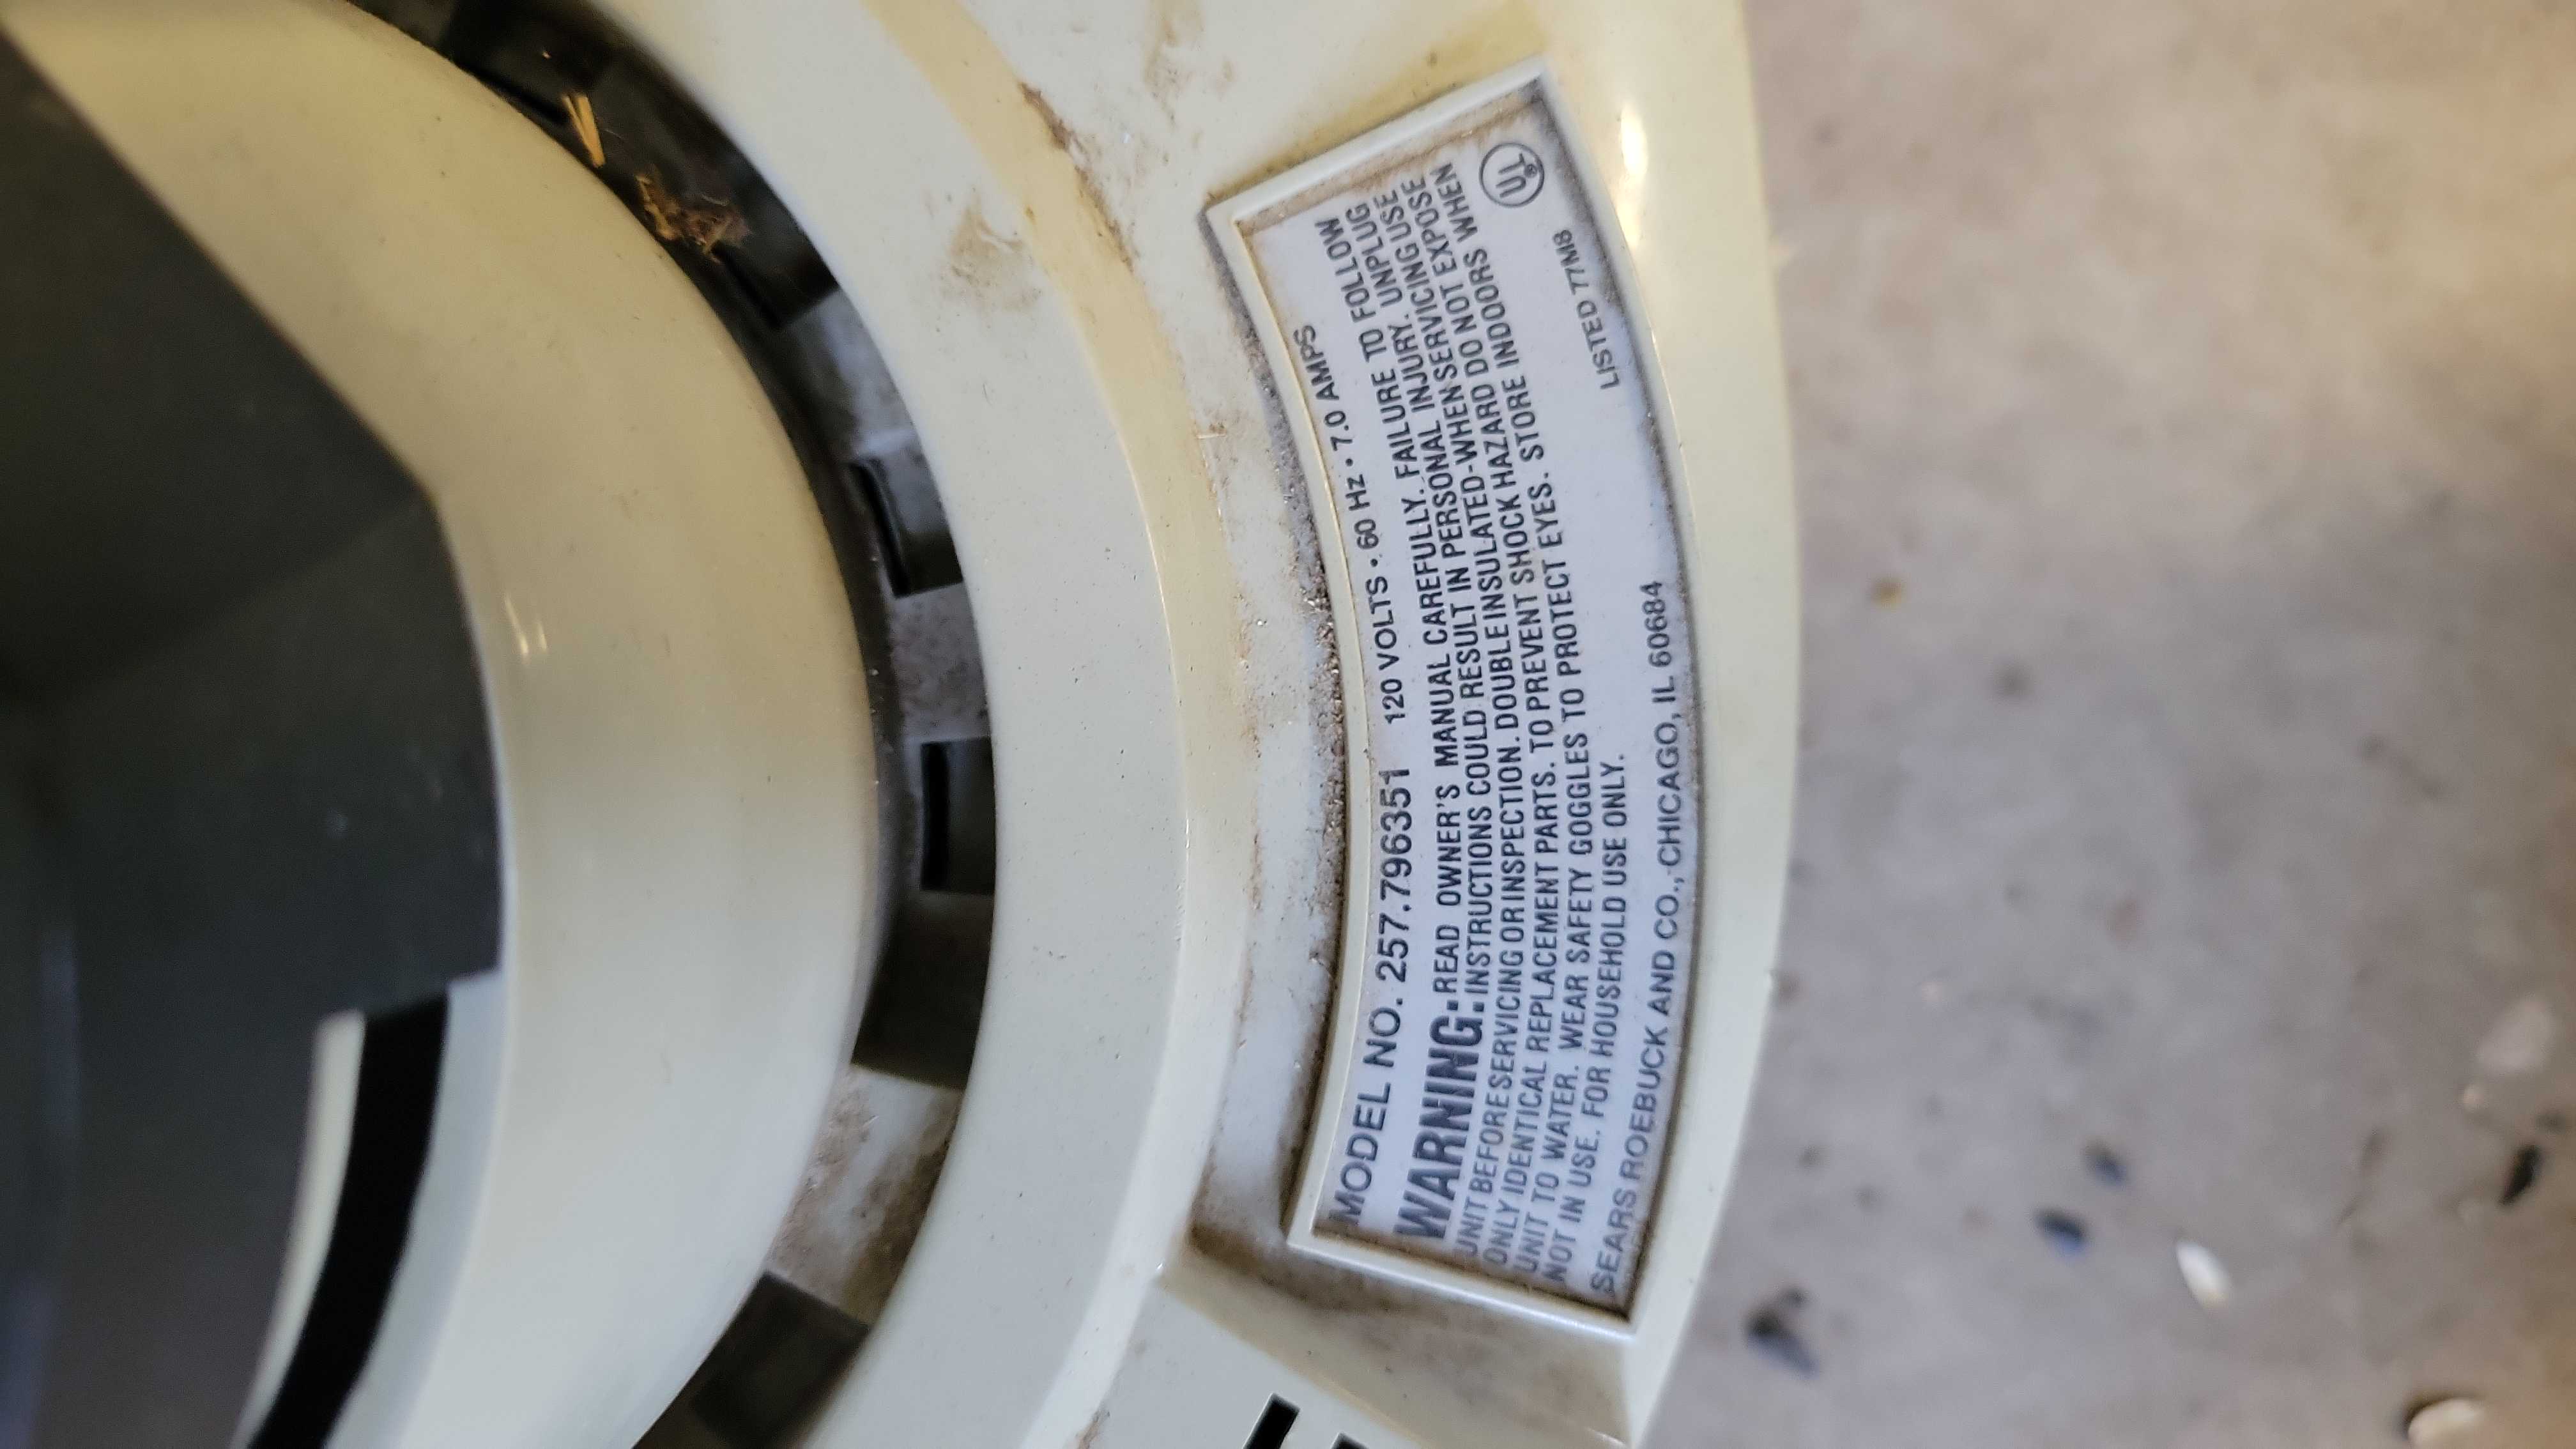 MODEL NO. 257.796351 120 VOLTS • 60 Hz • 7.0 AMPS
WARNING: • READ OWNER'S MANUAL CAREFULLY. FAILURE TO FOLLOW
• INSTRUCTIONS COULD RESULT IN PERSONAL INJURY. UNPLUG
UNIT BEFORE SERVICING OR INSPECTION. DOUBLE INSULATED-WHEN SERVICING USE
ONLY IDENTICAL REPLACEMENT PARTS. TO PREVENT SHOCK HAZARD DO NOT EXPOSE
UNIT TO WATER. WEAR SAFETY GOGGLES TO PROTECT EYES. STORE INDOORS WHEN
NOT IN USE. FOR HOUSEHOLD USE ONLY.
SEARS ROEBUCK AND CO., CHICAGO, IL 60684
LISTED 77M8
UL
®